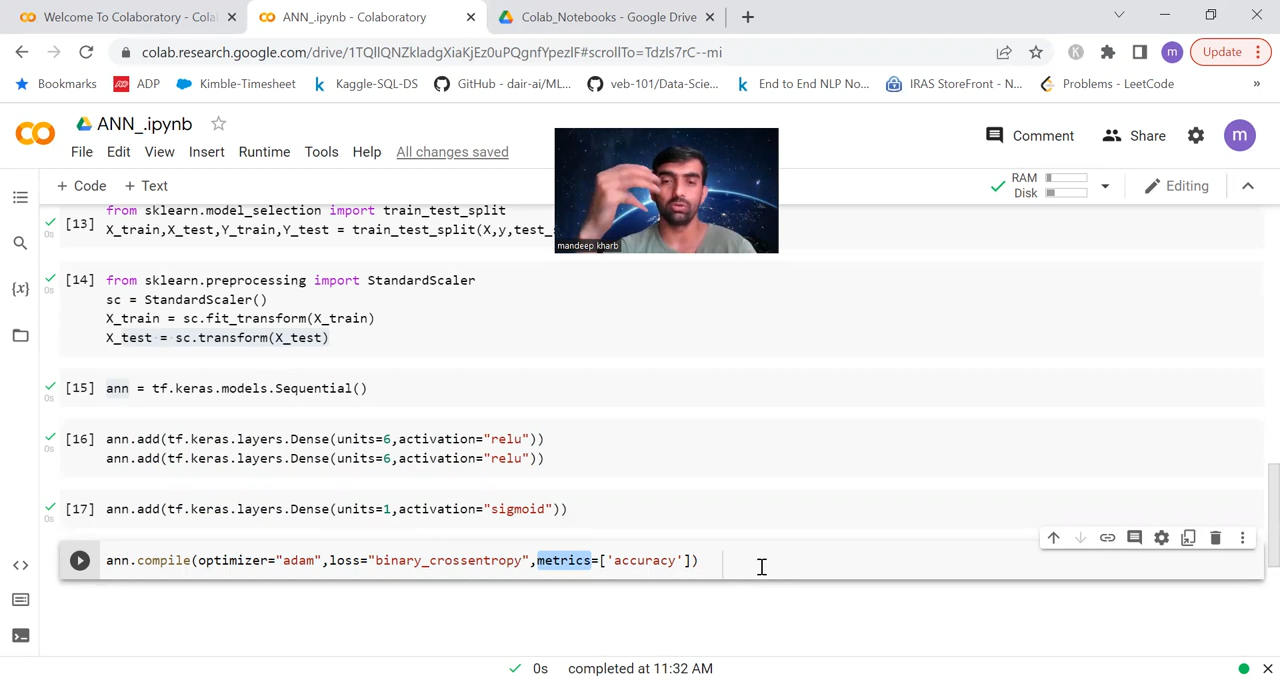 Welcome To Colaboratory - Cola
ANN_.ipynb - Colaboratory
Colab_Notebooks - Google Drive
colab.research.google.com/drive/1TQllQNZkladgXiaKjEz0uPQgnfYpezlF#scrollTo=Tdzls7rC--mi
K
m
Update
Bookmarks
ADP
Kimble-Timesheet
Kaggle-SQL-DS
GitHub - dair-ai/ML...
veb-101/Data-Scie...
End to End NLP No...
IRAS StoreFront - N...
Problems - LeetCode
»
ANN_.ipynb
Comment
Share
m
File Edit View Insert Runtime Tools Help All changes saved
+ Code + Text
RAM
Disk
Editing
[13] from sklearn.model_selection import train_test_split
0s X_train,X_test,Y_train,Y_test = train_test_split(X,y,test_s
mandeep kharb
[14] from sklearn.preprocessing import StandardScaler
0s sc = StandardScaler()
X_train = sc.fit_transform(X_train)
X_test = sc.transform(X_test)
[15] ann = tf.keras.models.Sequential()
0s
[16] ann.add(tf.keras.layers.Dense(units=6,activation="relu"))
0s ann.add(tf.keras.layers.Dense(units=6,activation="relu"))
[17] ann.add(tf.keras.layers.Dense(units=1,activation="sigmoid"))
0s
ann.compile(optimizer="adam",loss="binary_crossentropy",metrics=['accuracy'])
{x}
<>
0s completed at 11:32 AM